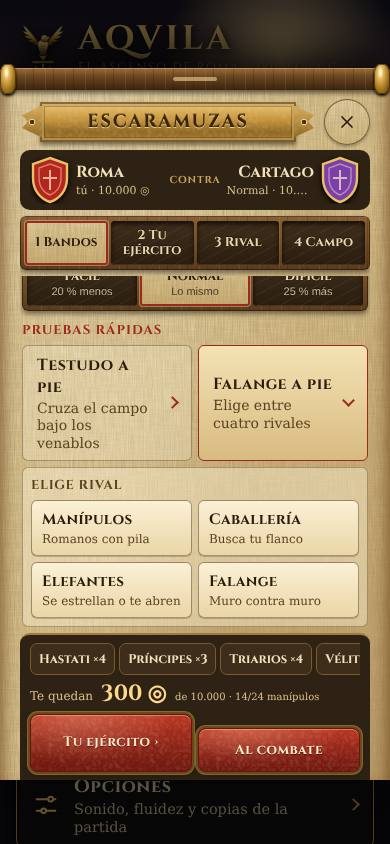 AQVILA
ESCARAMUZAS
ROMA
tú · 10.000 ◎
CONTRA
CARTAGO
Normal · 10.…
1 BANDOS
2 TU EJÉRCITO
3 RIVAL
4 CAMPO
FÁCIL
20 % menos
NORMAL
Lo mismo
DIFÍCIL
25 % más
PRUEBAS RÁPIDAS
TESTUDO A PIE
Cruza el campo
bajo los
venablos
FALANGE A PIE
Elige entre
cuatro rivales
ELIGE RIVAL
MANÍPULOS
Romanos con pila
CABALLERÍA
Busca tu flanco
ELEFANTES
Se estrellan o te abren
FALANGE
Muro contra muro
HASTATI ×4
PRÍNCIPES ×3
TRIARIOS ×4
VÉLIT
Te quedan 300 ◎ de 10.000 · 14/24 manípulos
TU EJÉRCITO ›
AL COMBATE
OPCIONES
Sonido, fluidez y copias de la
partida